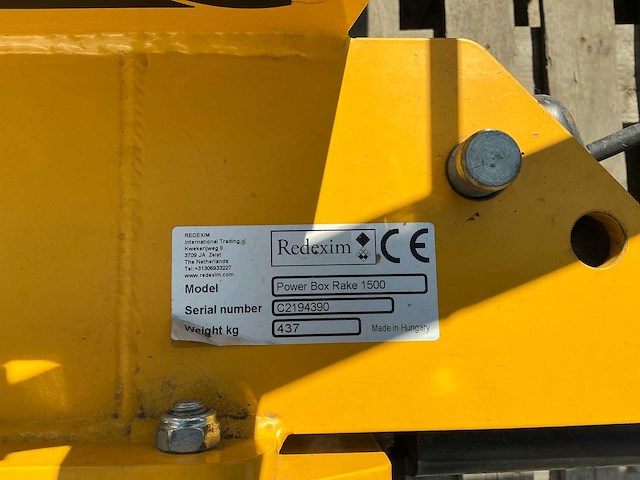 REDEXIM
International Trading
Kwekerijweg 8
3709 JA Zeist
The Netherlands
Tel:+31306933227
www.redexim.com
Redexim
CE
Model Power Box Rake 1500
Serial number C2194390
Weight kg 437
Made in Hungary